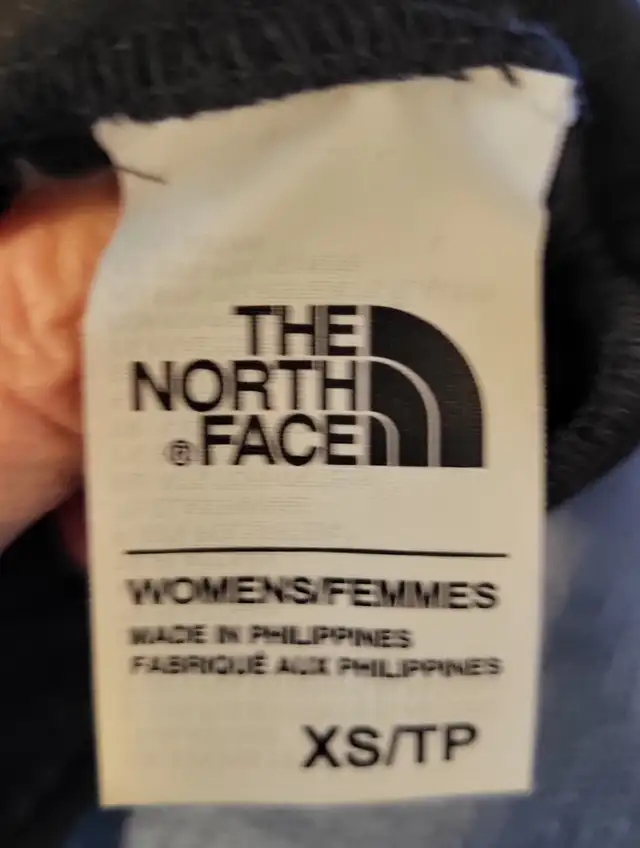 THE
NORTH
® FACE
WOMENS/FEMMES
MADE IN PHILIPPINES
FABRIQUÉ AUX PHILIPPINES
XS/TP